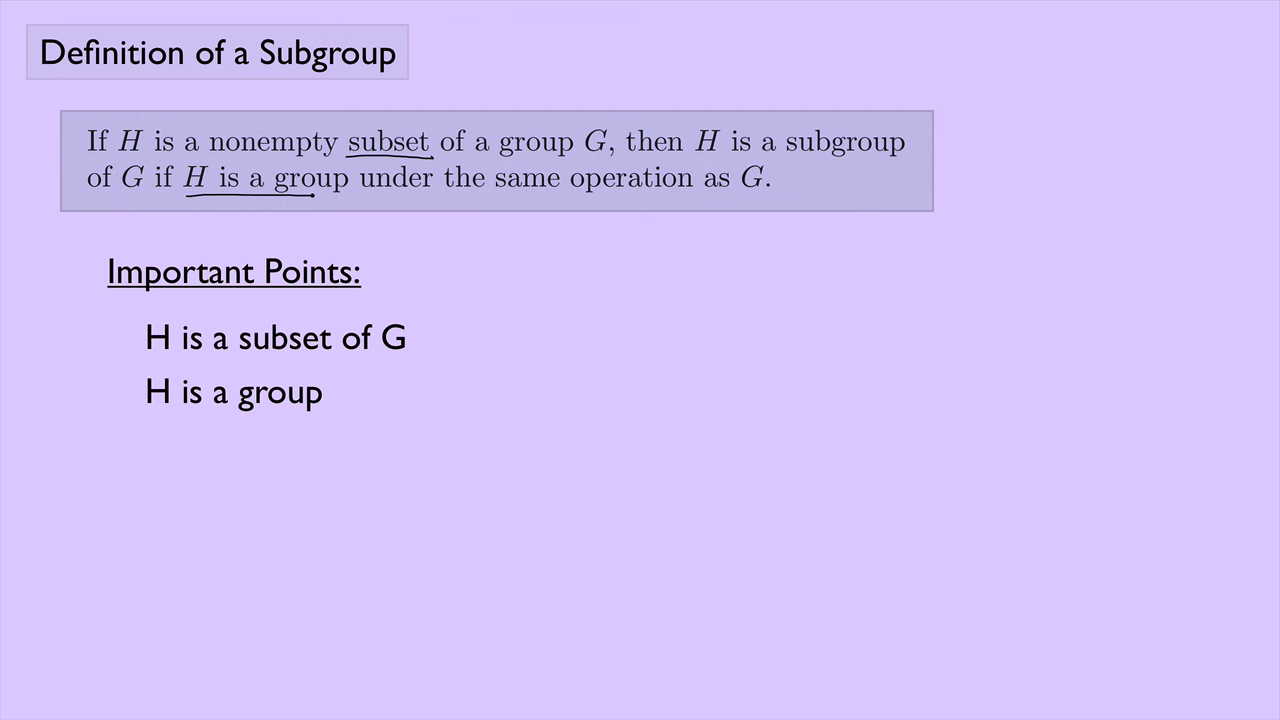 Definition of a Subgroup
If H is a nonempty subset of a group G, then H is a subgroup
of G if H is a group under the same operation as G.
Important Points:
H is a subset of G
H is a group